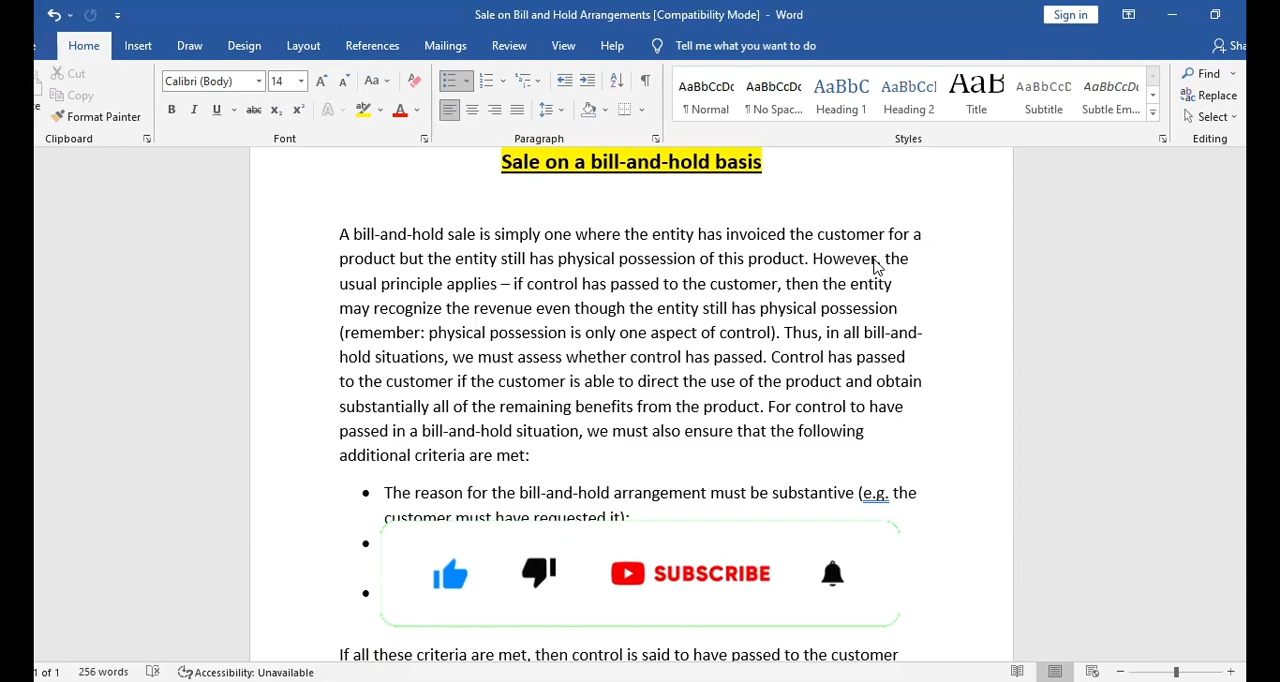 Sale on Bill and Hold Arrangements [Compatibility Mode] - Word
Sign in
Home Insert Draw Design Layout References Mailings Review View Help Tell me what you want to do Sha
Cut
Copy
Format Painter
Clipboard
Calibri (Body) 14
Font
Paragraph
AaBbCcDc AaBbCcDc AaBbC AaBbCcI AaB AaBbCcD AaBbCcDc
¶ Normal ¶ No Spac... Heading 1 Heading 2 Title Subtitle Subtle Em...
Styles
Find
Replace
Select
Editing
Sale on a bill-and-hold basis
A bill-and-hold sale is simply one where the entity has invoiced the customer for a
product but the entity still has physical possession of this product. However, the
usual principle applies – if control has passed to the customer, then the entity
may recognize the revenue even though the entity still has physical possession
(remember: physical possession is only one aspect of control). Thus, in all bill-and-
hold situations, we must assess whether control has passed. Control has passed
to the customer if the customer is able to direct the use of the product and obtain
substantially all of the remaining benefits from the product. For control to have
passed in a bill-and-hold situation, we must also ensure that the following
additional criteria are met:
• The reason for the bill-and-hold arrangement must be substantive (e.g. the
customer must have requested it);
SUBSCRIBE
If all these criteria are met, then control is said to have passed to the customer
1 of 1 256 words Accessibility: Unavailable